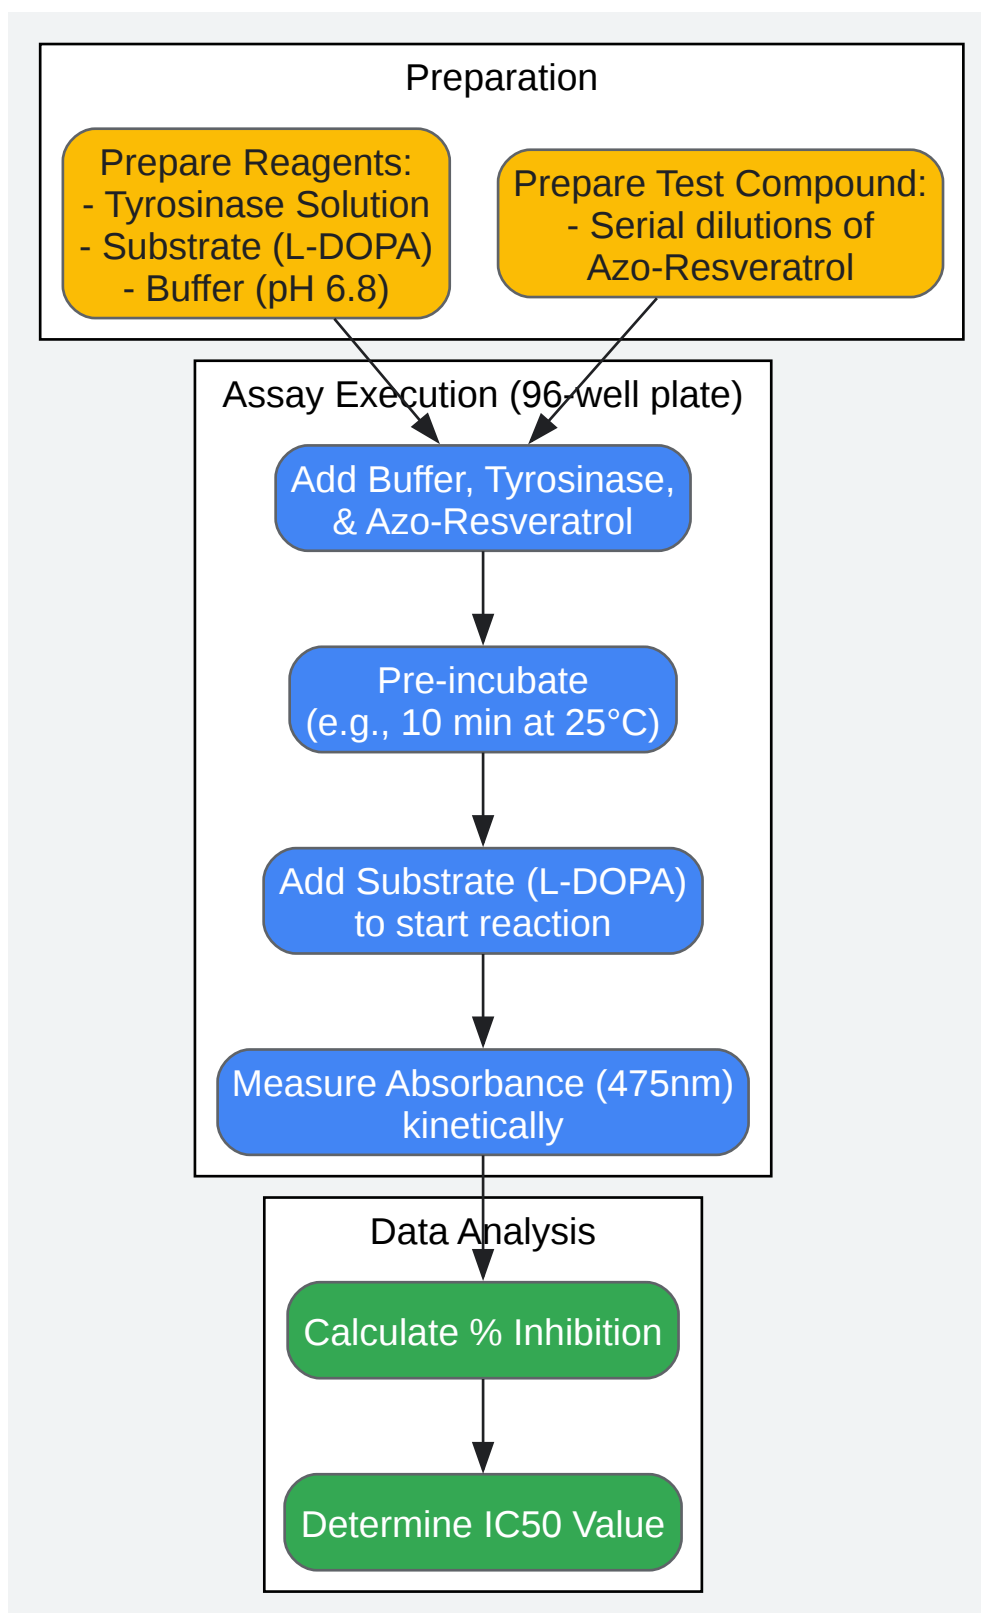 Preparation
Prepare Reagents:
- Tyrosinase Solution
- Substrate (L-DOPA)
- Buffer (pH 6.8)
Prepare Test Compound:
- Serial dilutions of
Azo-Resveratrol
Assay Execution (96-well plate)
Add Buffer, Tyrosinase,
& Azo-Resveratrol
Pre-incubate
(e.g., 10 min at 25°C)
Add Substrate (L-DOPA)
to start reaction
Measure Absorbance (475nm)
kinetically
Data Analysis
Calculate % Inhibition
Determine IC50 Value